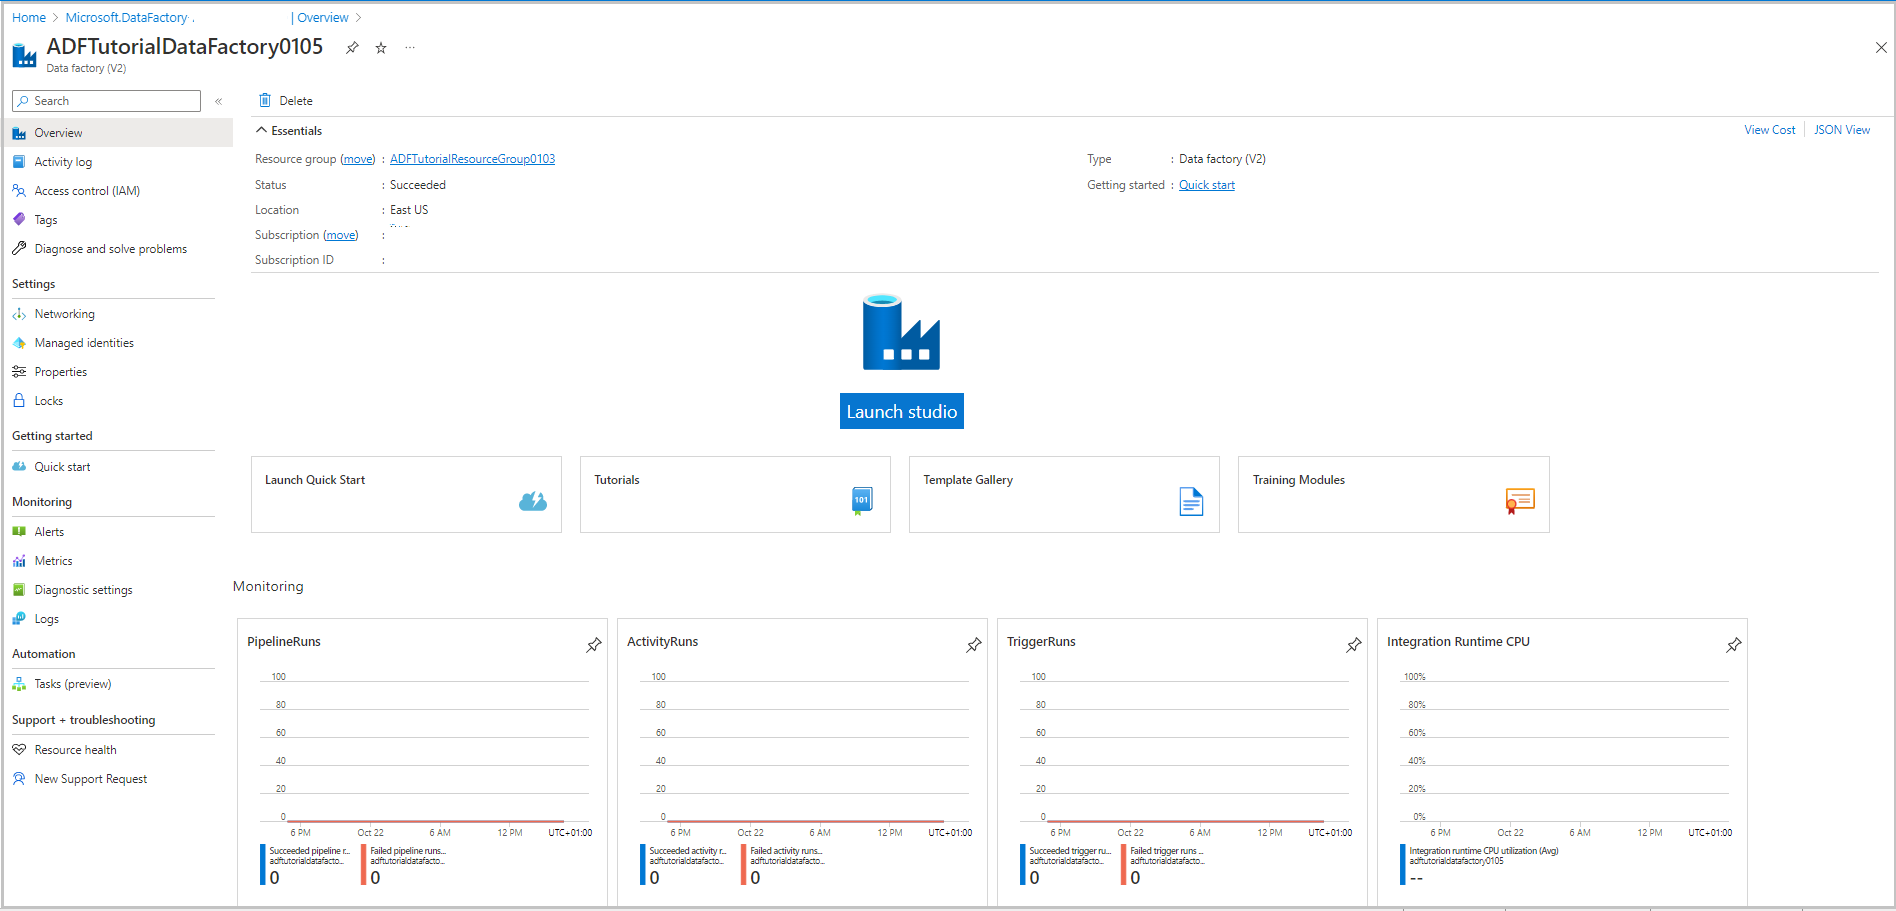 Home > Microsoft.DataFactory- | Overview >
ADFTutorialDataFactory0105
Data factory (V2)
Search «
Overview
Activity log
Access control (IAM)
Tags
Diagnose and solve problems
Settings
Networking
Managed identities
Properties
Locks
Getting started
Quick start
Monitoring
Alerts
Metrics
Diagnostic settings
Logs
Automation
Tasks (preview)
Support + troubleshooting
Resource health
New Support Request
Delete
Essentials
View Cost JSON View
Resource group (move) : ADFTutorialResourceGroup0103
Status : Succeeded
Location : East US
Subscription (move) :
Subscription ID :
Type : Data factory (V2)
Getting started : Quick start
Launch studio
Launch Quick Start
Tutorials
101
Template Gallery
Training Modules
Monitoring
PipelineRuns
100
80
60
40
20
0
6 PM Oct 22 6 AM 12 PM UTC+01:00
Succeeded pipeline r...
adftutorialdatafacto...
0
Failed pipeline runs...
adftutorialdatafacto...
0
ActivityRuns
100
80
60
40
20
0
6 PM Oct 22 6 AM 12 PM UTC+01:00
Succeeded activity r...
adftutorialdatafacto...
0
Failed activity runs...
adftutorialdatafacto...
0
TriggerRuns
100
80
60
40
20
0
6 PM Oct 22 6 AM 12 PM UTC+01:00
Succeeded trigger ru...
adftutorialdatafacto...
0
Failed trigger runs ...
adftutorialdatafacto...
0
Integration Runtime CPU
100%
80%
60%
40%
20%
0%
6 PM Oct 22 6 AM 12 PM UTC+01:00
Integration runtime CPU utilization (Avg)
adftutorialdatafactory0105
--